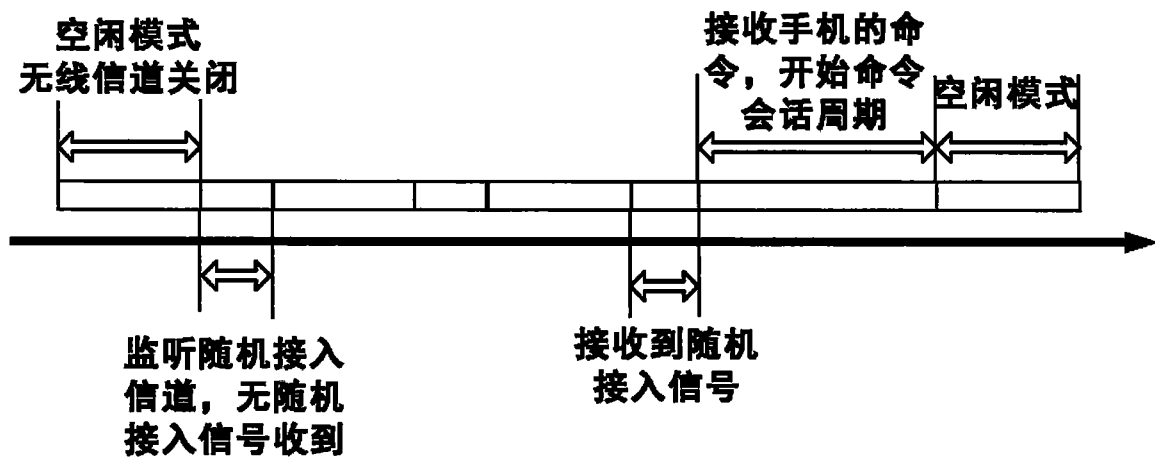 空闲模式
无线信道关闭
接收手机的命
令，开始命令
会话周期
空闲模式
监听随机接入
信道，无随机
接入信号收到
接收到随机
接入信号